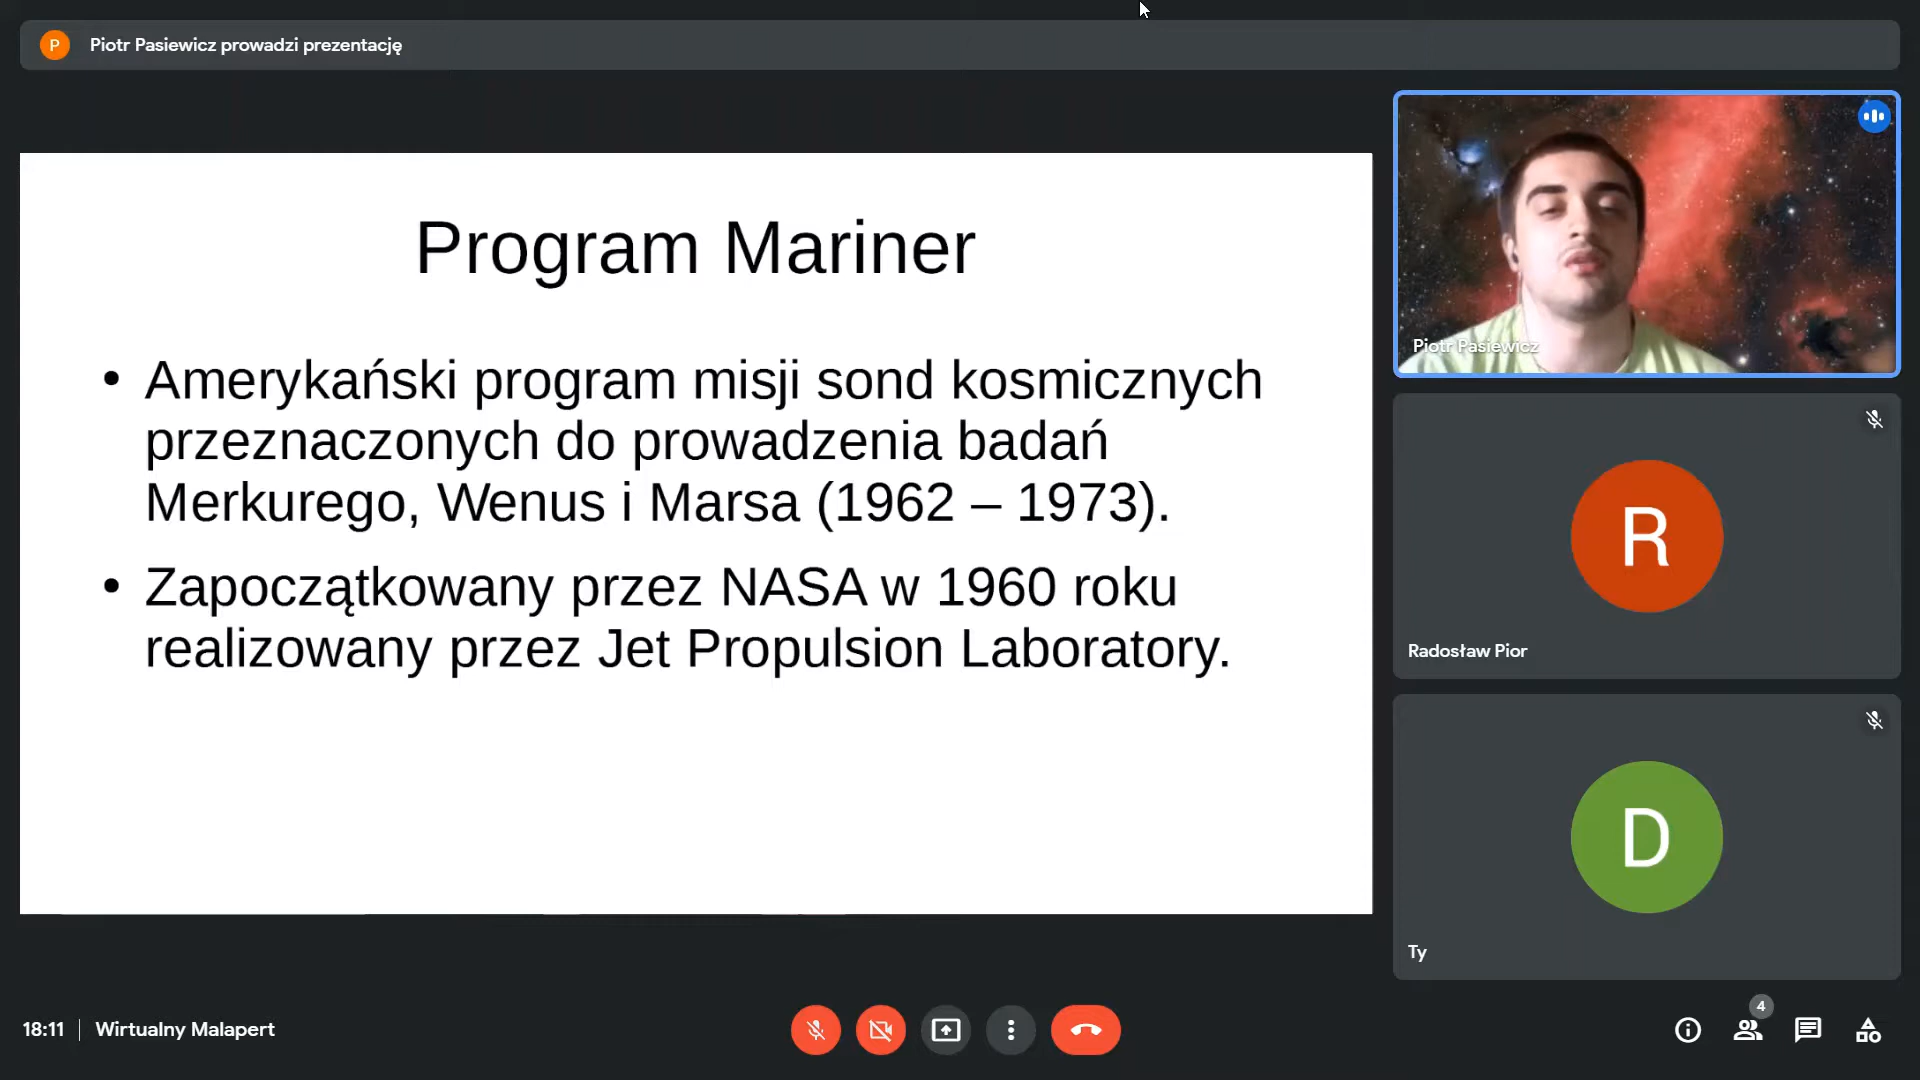 P
Piotr Pasiewicz prowadzi prezentację
Program Mariner
• Amerykański program misji sond kosmicznych
przeznaczonych do prowadzenia badań
Merkurego, Wenus i Marsa (1962 – 1973).
• Zapoczątkowany przez NASA w 1960 roku
realizowany przez Jet Propulsion Laboratory.
Piotr Pasiewicz
R
Radosław Pior
D
Ty
18:11 | Wirtualny Malapert
4